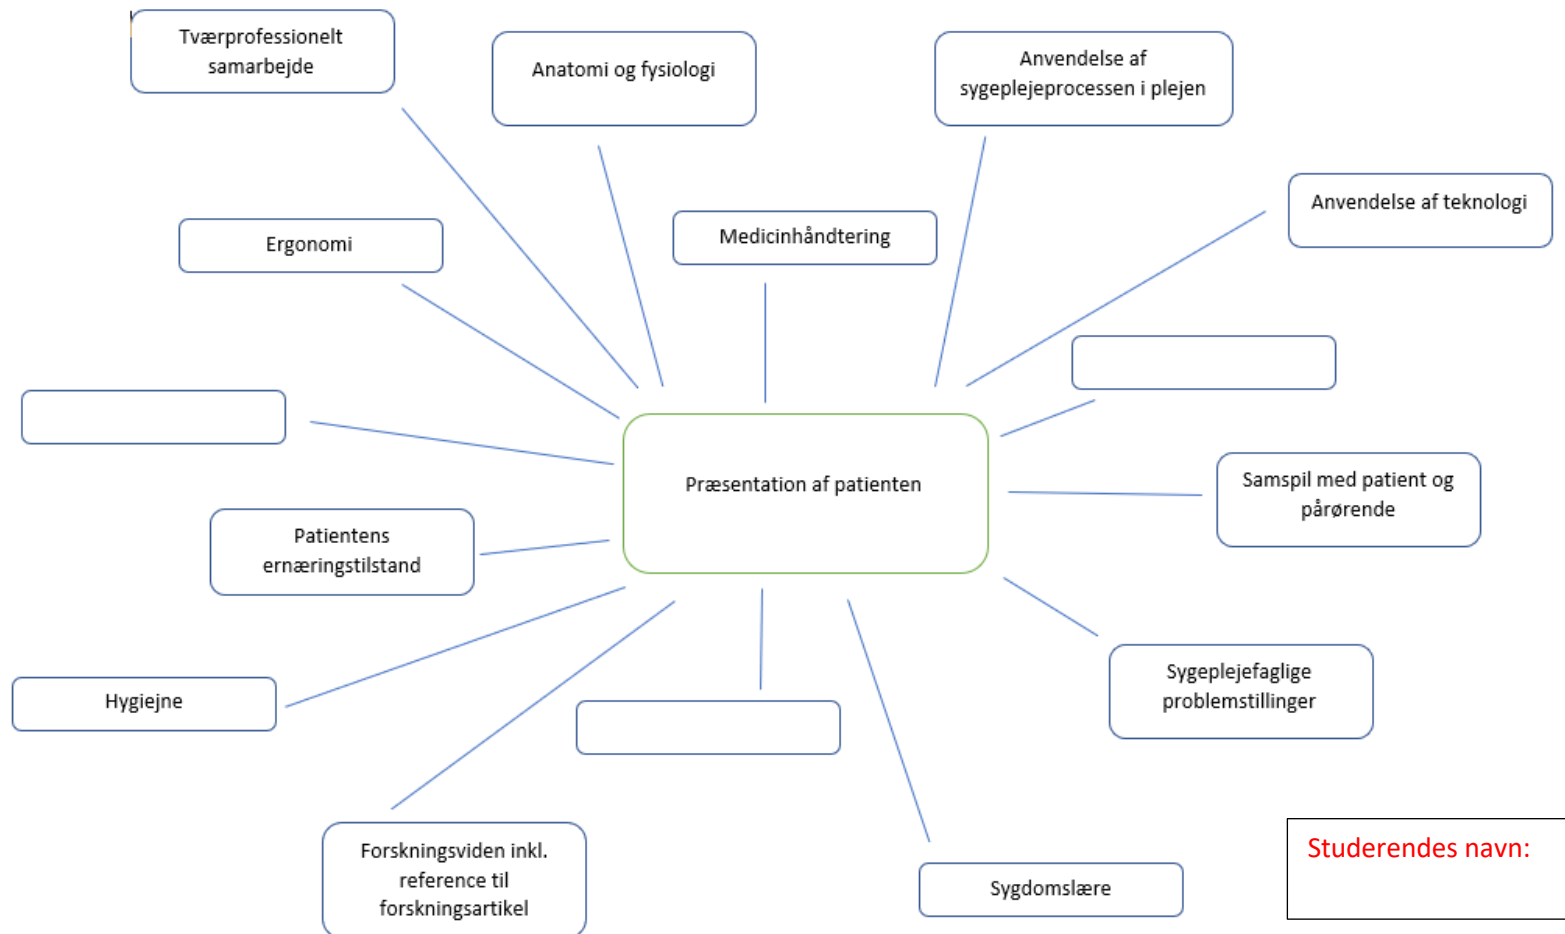 Tværprofessionelt
samarbejde
Anatomi og fysiologi
Anvendelse af
sygeplejeprocessen i plejen
Anvendelse af teknologi
Ergonomi
Medicinhåndtering
Præsentation af patienten
Samspil med patient og
pårørende
Patientens
ernæringstilstand
Hygiejne
Sygeplejefaglige
problemstillinger
Forskningsviden inkl.
reference til
forskningsartikel
Sygdomslære
Studerendes navn: